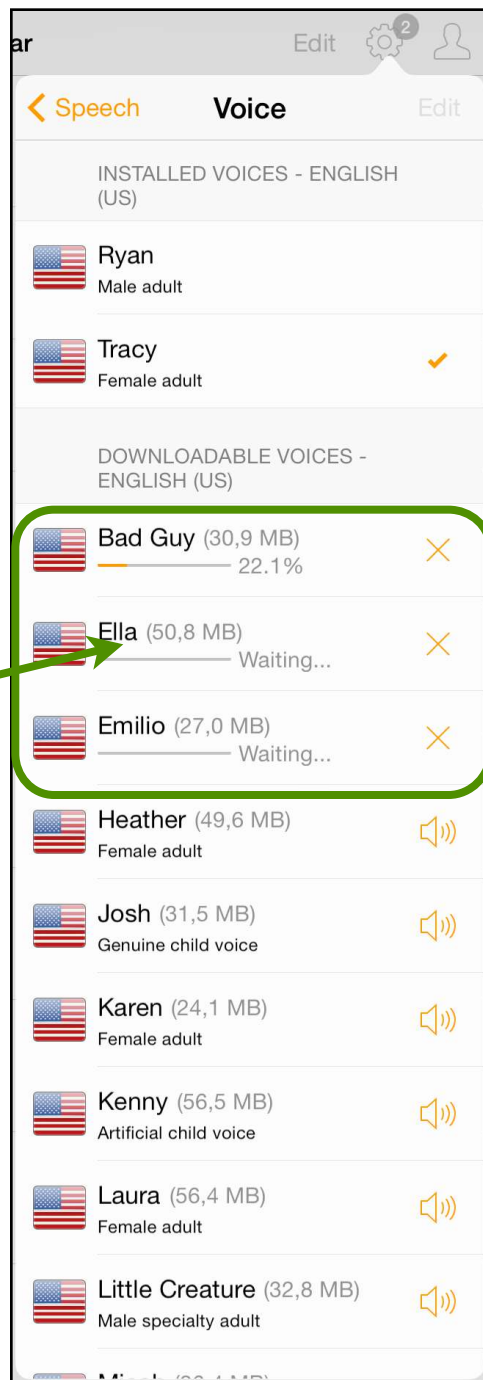 ar Edit 2
Speech Voice Edit
INSTALLED VOICES - ENGLISH
(US)
Ryan
Male adult
Tracy
Female adult
DOWNLOADABLE VOICES -
ENGLISH (US)
Bad Guy (30,9 MB)
22.1%
Ella (50,8 MB)
Waiting...
Emilio (27,0 MB)
Waiting...
Heather (49,6 MB)
Female adult
Josh (31,5 MB)
Genuine child voice
Karen (24,1 MB)
Female adult
Kenny (56,5 MB)
Artificial child voice
Laura (56,4 MB)
Female adult
Little Creature (32,8 MB)
Male specialty adult